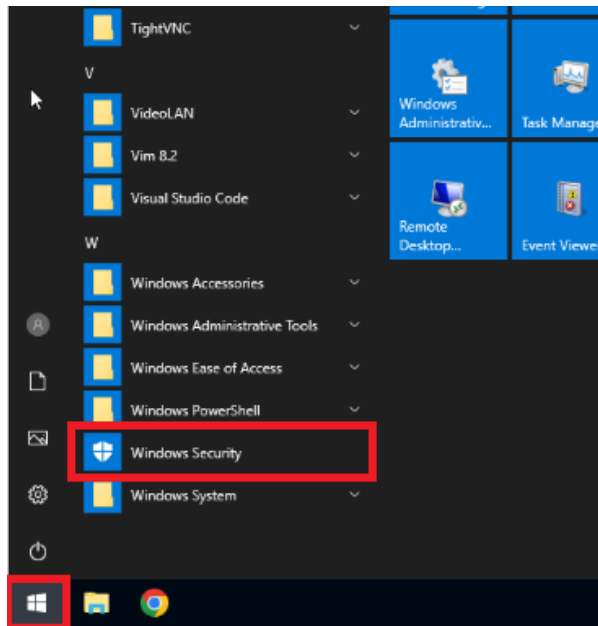 TightVNC
V
VideoLAN
Vim 8.2
Visual Studio Code
W
Windows Accessories
Windows Administrative Tools
Windows Ease of Access
Windows PowerShell
Windows Security
Windows System
Windows
Administrativ...
Task Manage
Remote
Desktop...
Event Viewe